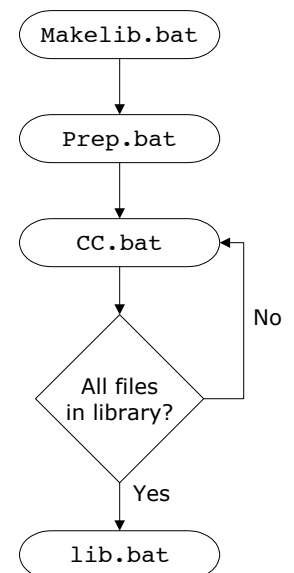 Makelib.bat
Prep.bat
CC.bat
No
All files
in library?
Yes
lib.bat